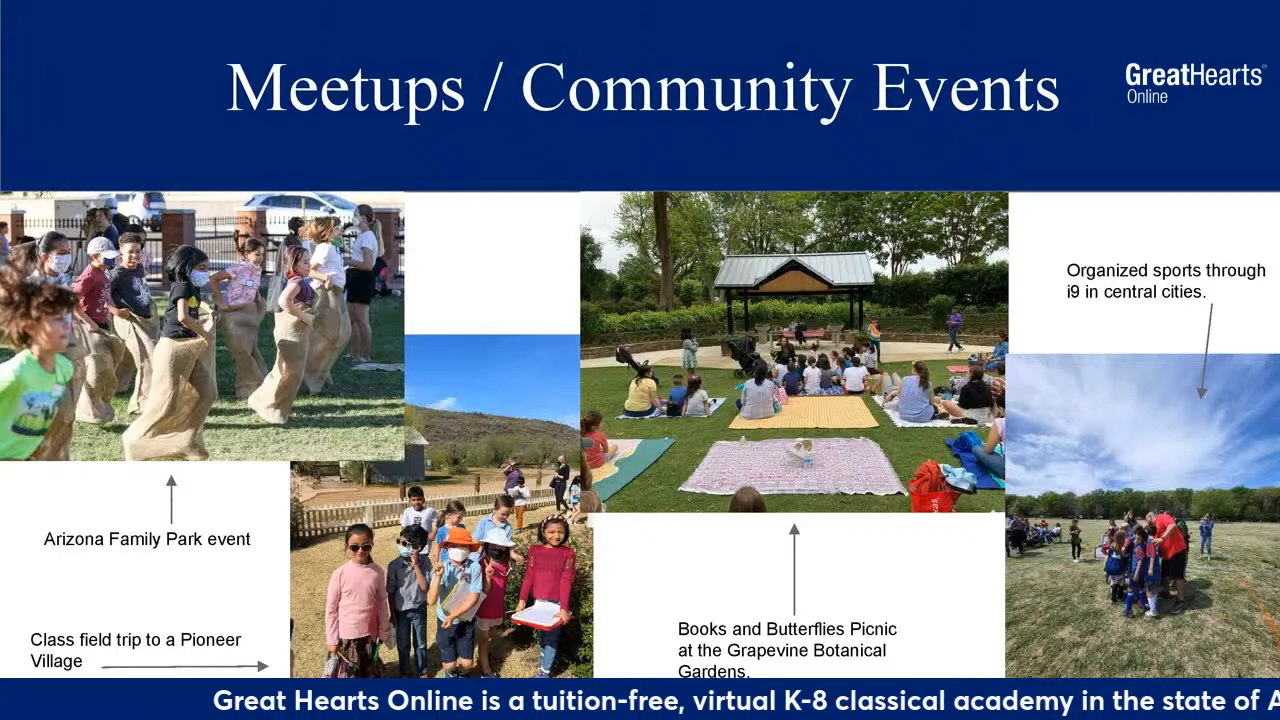 Meetups / Community Events
GreatHearts®
Online
Organized sports through
i9 in central cities.
Arizona Family Park event
Class field trip to a Pioneer
Village
Books and Butterflies Picnic
at the Grapevine Botanical
Gardens.
Great Hearts Online is a tuition-free, virtual K-8 classical academy in the state of A